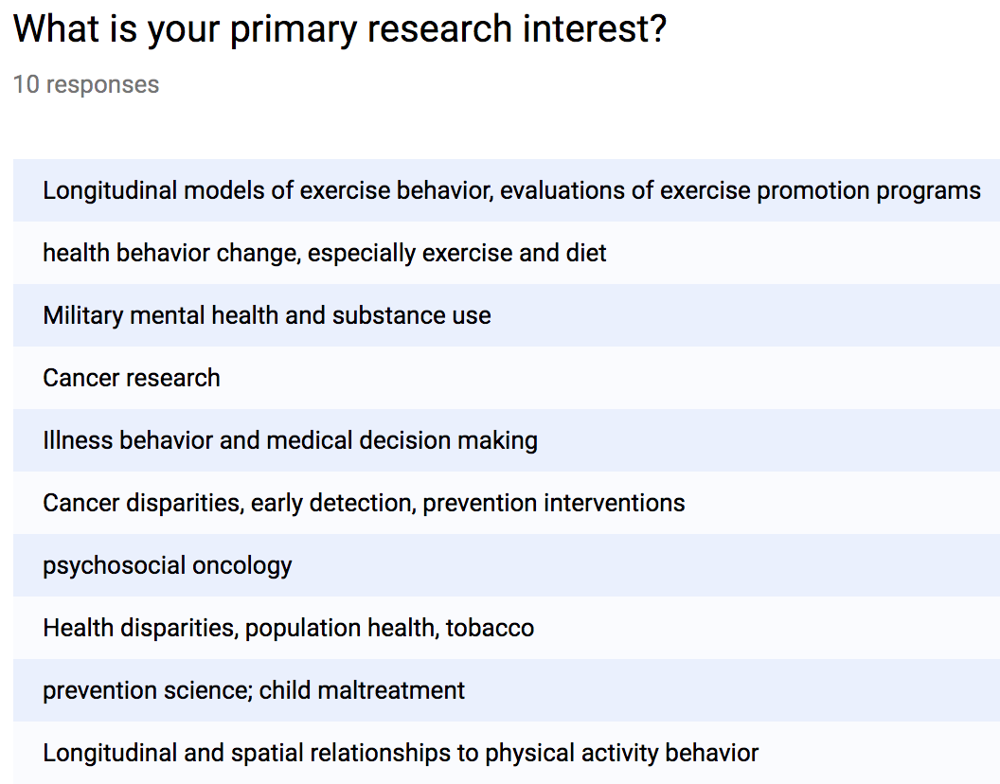 What is your primary research interest?
10 responses
Longitudinal models of exercise behavior, evaluations of exercise promotion programs
health behavior change, especially exercise and diet
Military mental health and substance use
Cancer research
Illness behavior and medical decision making
Cancer disparities, early detection, prevention interventions
psychosocial oncology
Health disparities, population health, tobacco
prevention science; child maltreatment
Longitudinal and spatial relationships to physical activity behavior